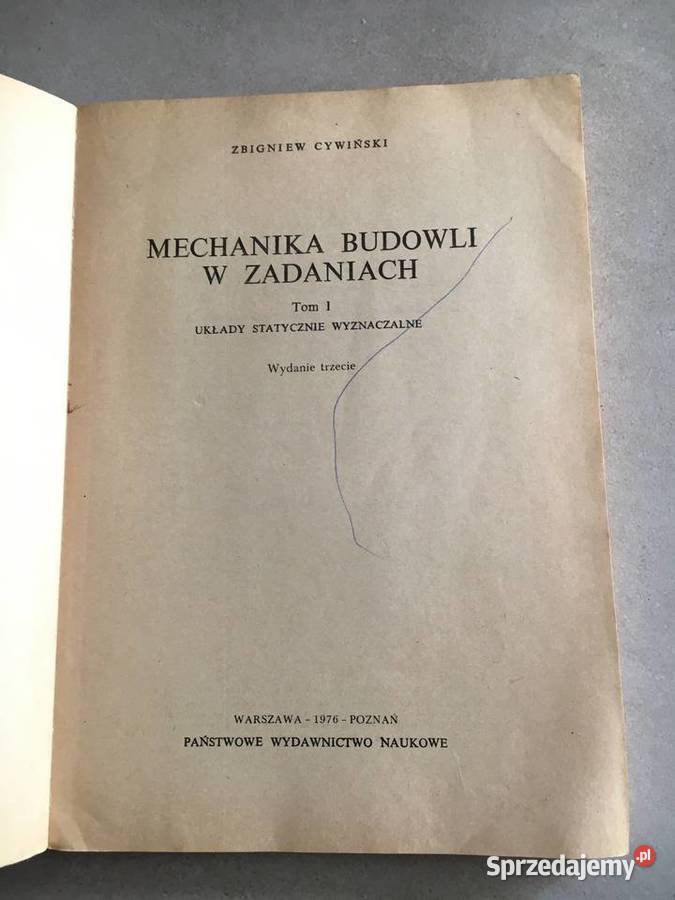 ZBIGNIEW CYWIŃSKI
MECHANIKA BUDOWLI
W ZADANIACH
Tom I
UKŁADY STATYCZNIE WYZNACZALNE
Wydanie trzecie
WARSZAWA – 1976 – POZNAŃ
PAŃSTWOWE WYDAWNICTWO NAUKOWE
Sprzedajemy.pl